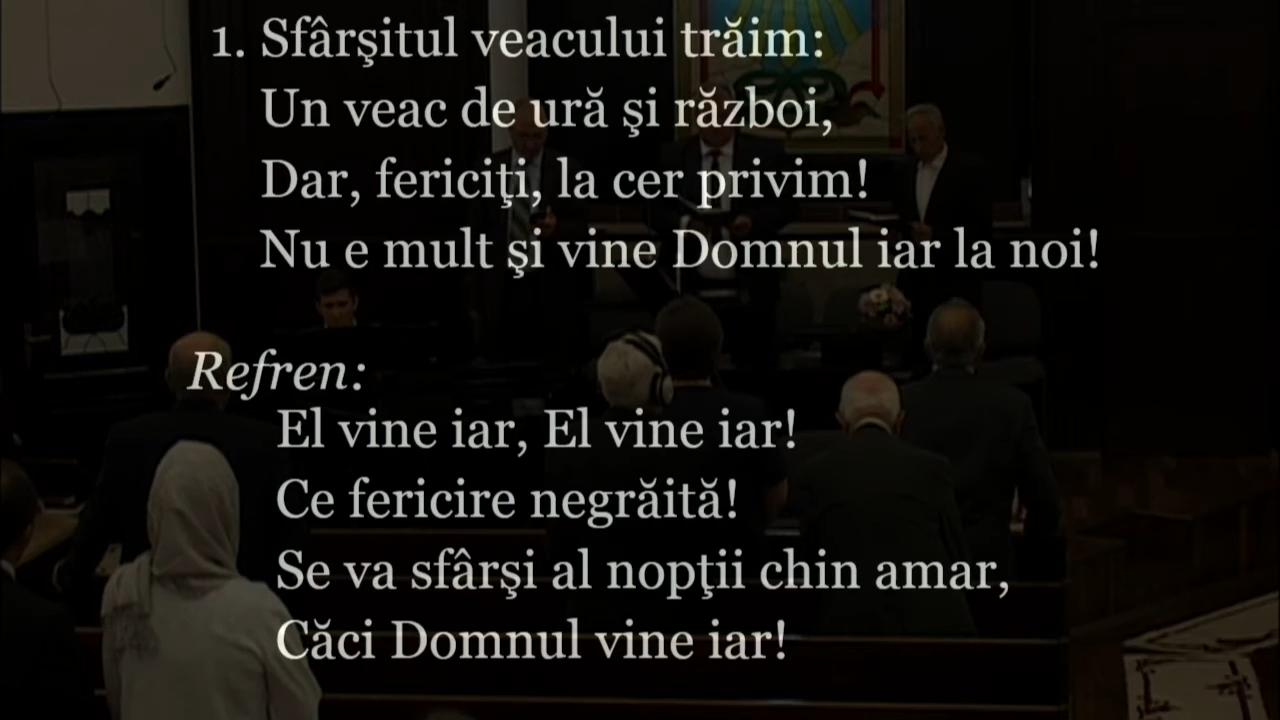 1. Sfârşitul veacului trăim:
Un veac de ură şi război,
Dar, fericiţi, la cer privim!
Nu e mult şi vine Domnul iar la noi!
Refren:
El vine iar, El vine iar!
Ce fericire negrăită!
Se va sfârşi al nopţii chin amar,
Căci Domnul vine iar!